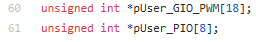 60 unsigned int *pUser_GIO_PWM[18];
61 unsigned int *pUser_PIO[8];